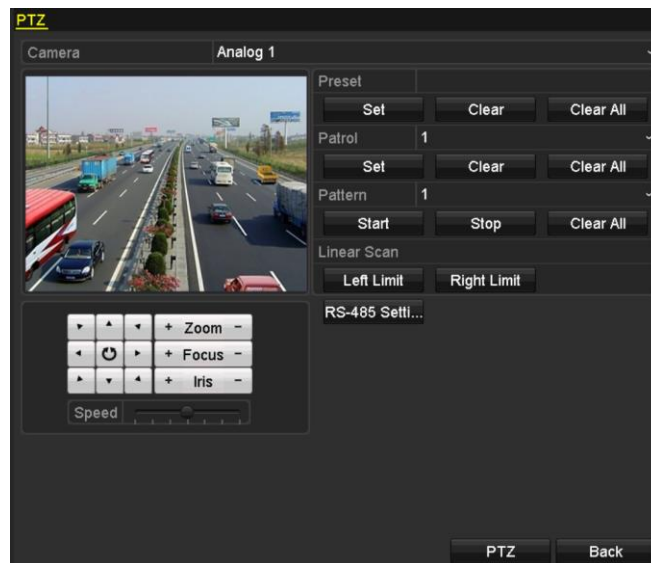 PTZ
Camera Analog 1
Preset
Set Clear Clear All
Patrol 1
Set Clear Clear All
Pattern 1
Start Stop Clear All
Linear Scan
Left Limit Right Limit
RS-485 Setti...
+ Zoom -
+ Focus -
+ Iris -
Speed
PTZ Back